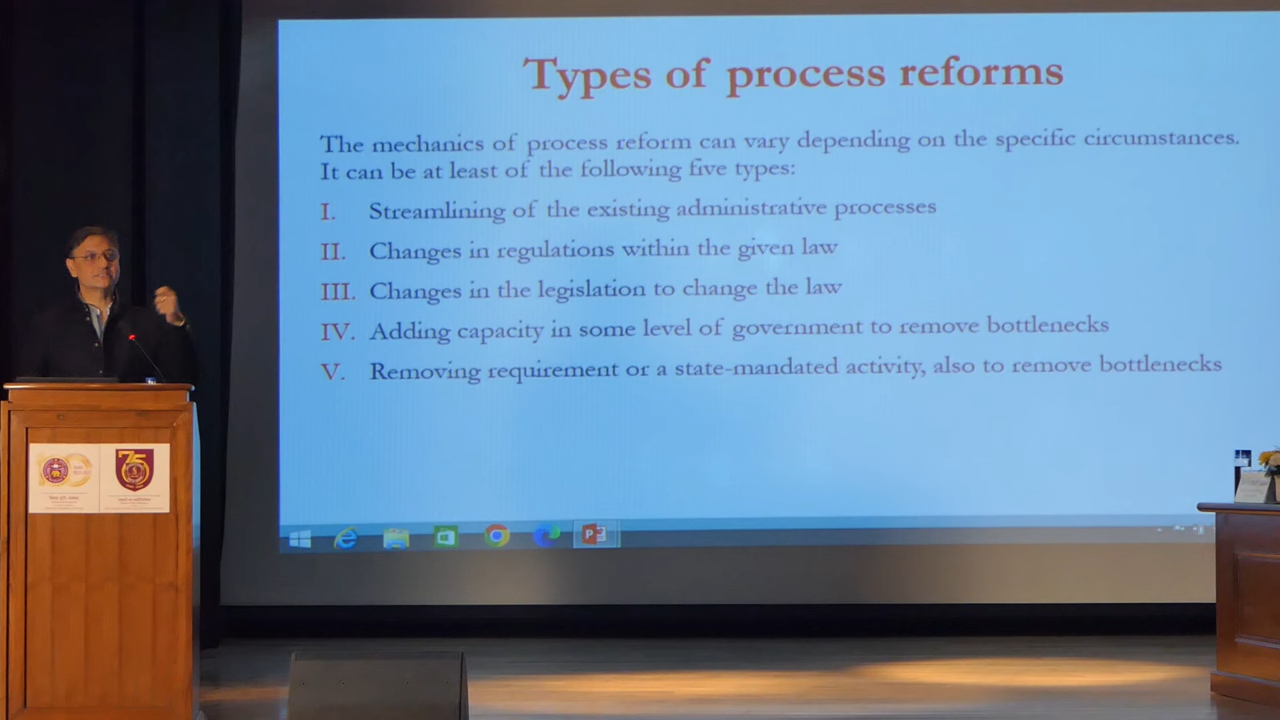 Types of process reforms
The mechanics of process reform can vary depending on the specific circumstances.
It can be at least of the following five types:
I. Streamlining of the existing administrative processes
II. Changes in regulations within the given law
III. Changes in the legislation to change the law
IV. Adding capacity in some level of government to remove bottlenecks
V. Removing requirement or a state-mandated activity, also to remove bottlenecks
75